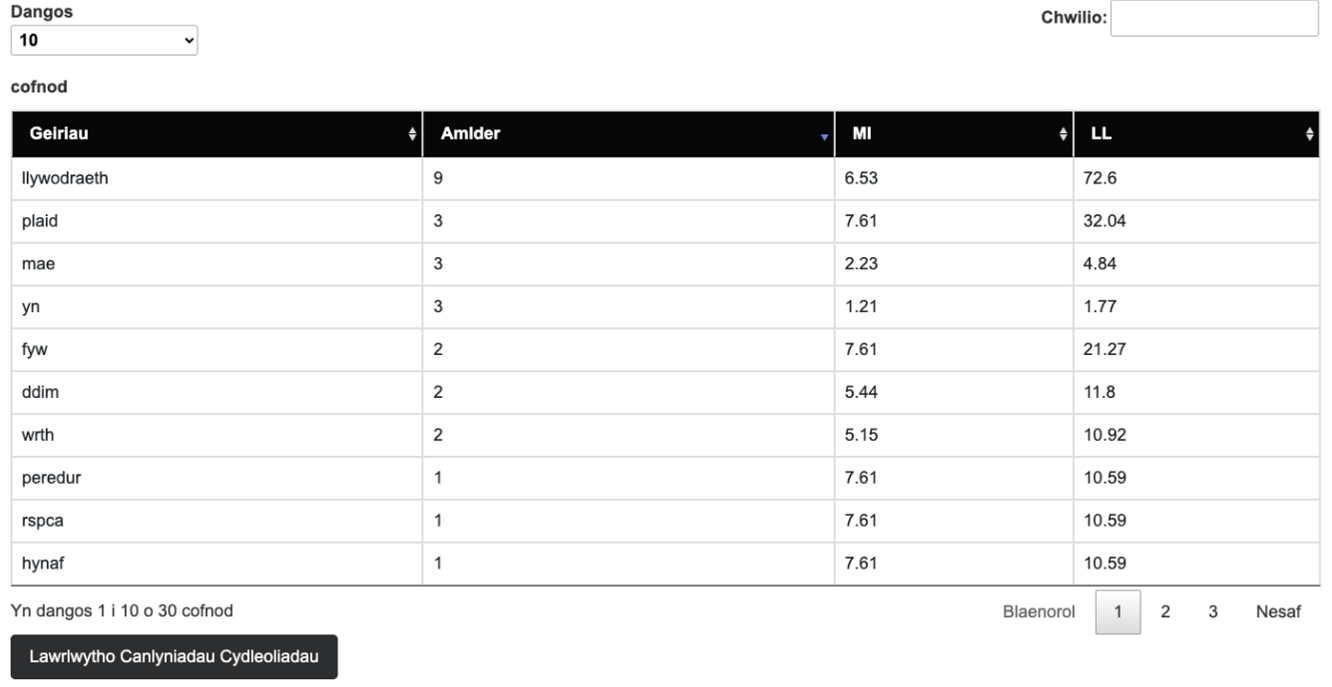 Dangos
Chwilio:
10
cofnod
Geiriau Amlder MI LL
llywodraeth 9 6.53 72.6
plaid 3 7.61 32.04
mae 3 2.23 4.84
yn 3 1.21 1.77
fyw 2 7.61 21.27
ddim 2 5.44 11.8
wrth 2 5.15 10.92
peredur 1 7.61 10.59
rspca 1 7.61 10.59
hynaf 1 7.61 10.59
Yn dangos 1 i 10 o 30 cofnod
Blaenorol 1 2 3 Nesaf
Lawrlwytho Canlyniadau Cydleoliadau